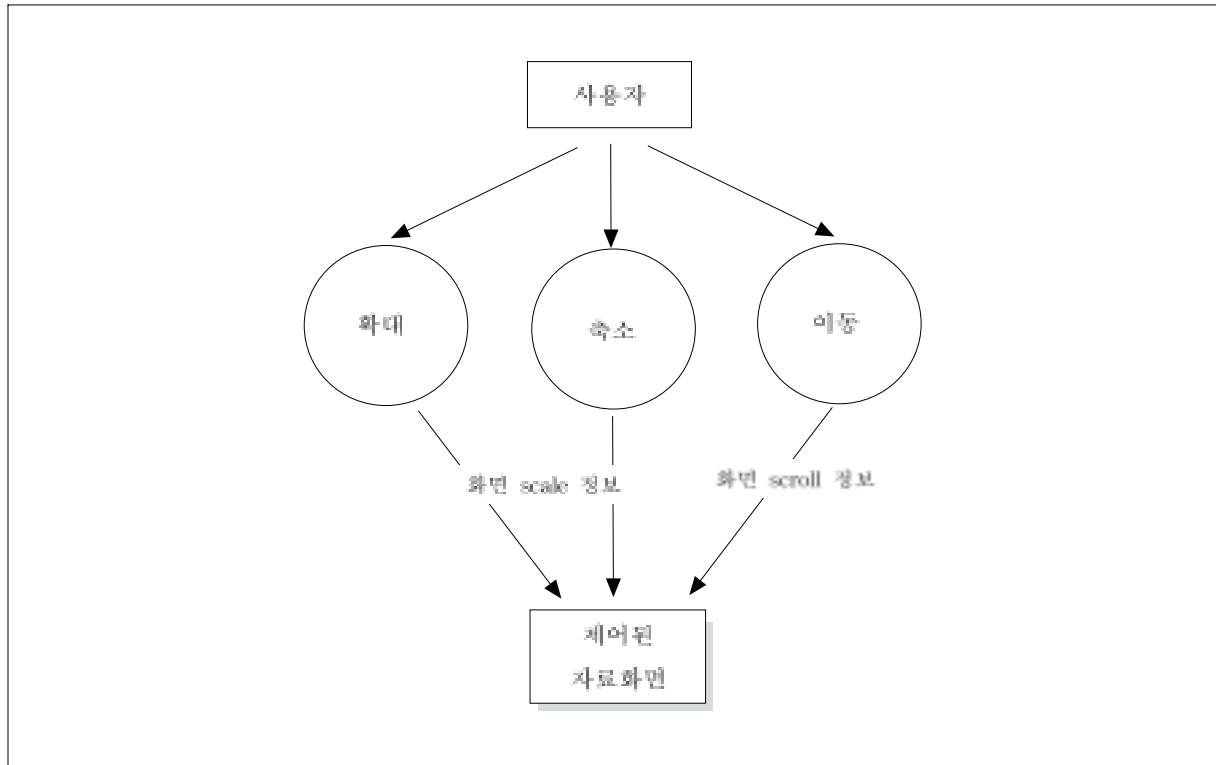 사용자
확대
축소
이동
화면 scale 정보
화면 scroll 정보
제어된
자료화면